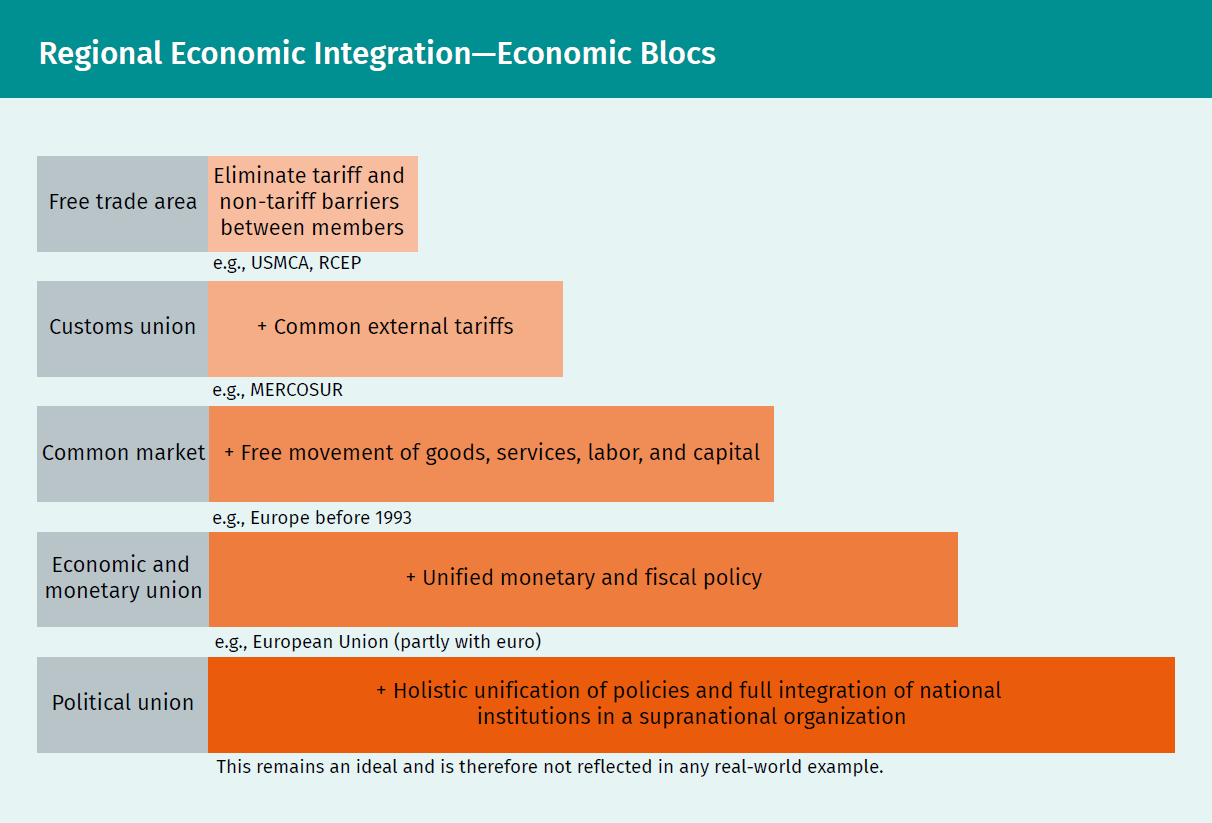 Regional Economic Integration—Economic Blocs
Free trade area
Eliminate tariff and
non-tariff barriers
between members
e.g., USMCA, RCEP
Customs union
+ Common external tariffs
e.g., MERCOSUR
Common market
+ Free movement of goods, services, labor, and capital
e.g., Europe before 1993
Economic and
monetary union
+ Unified monetary and fiscal policy
e.g., European Union (partly with euro)
Political union
+ Holistic unification of policies and full integration of national
institutions in a supranational organization
This remains an ideal and is therefore not reflected in any real-world example.